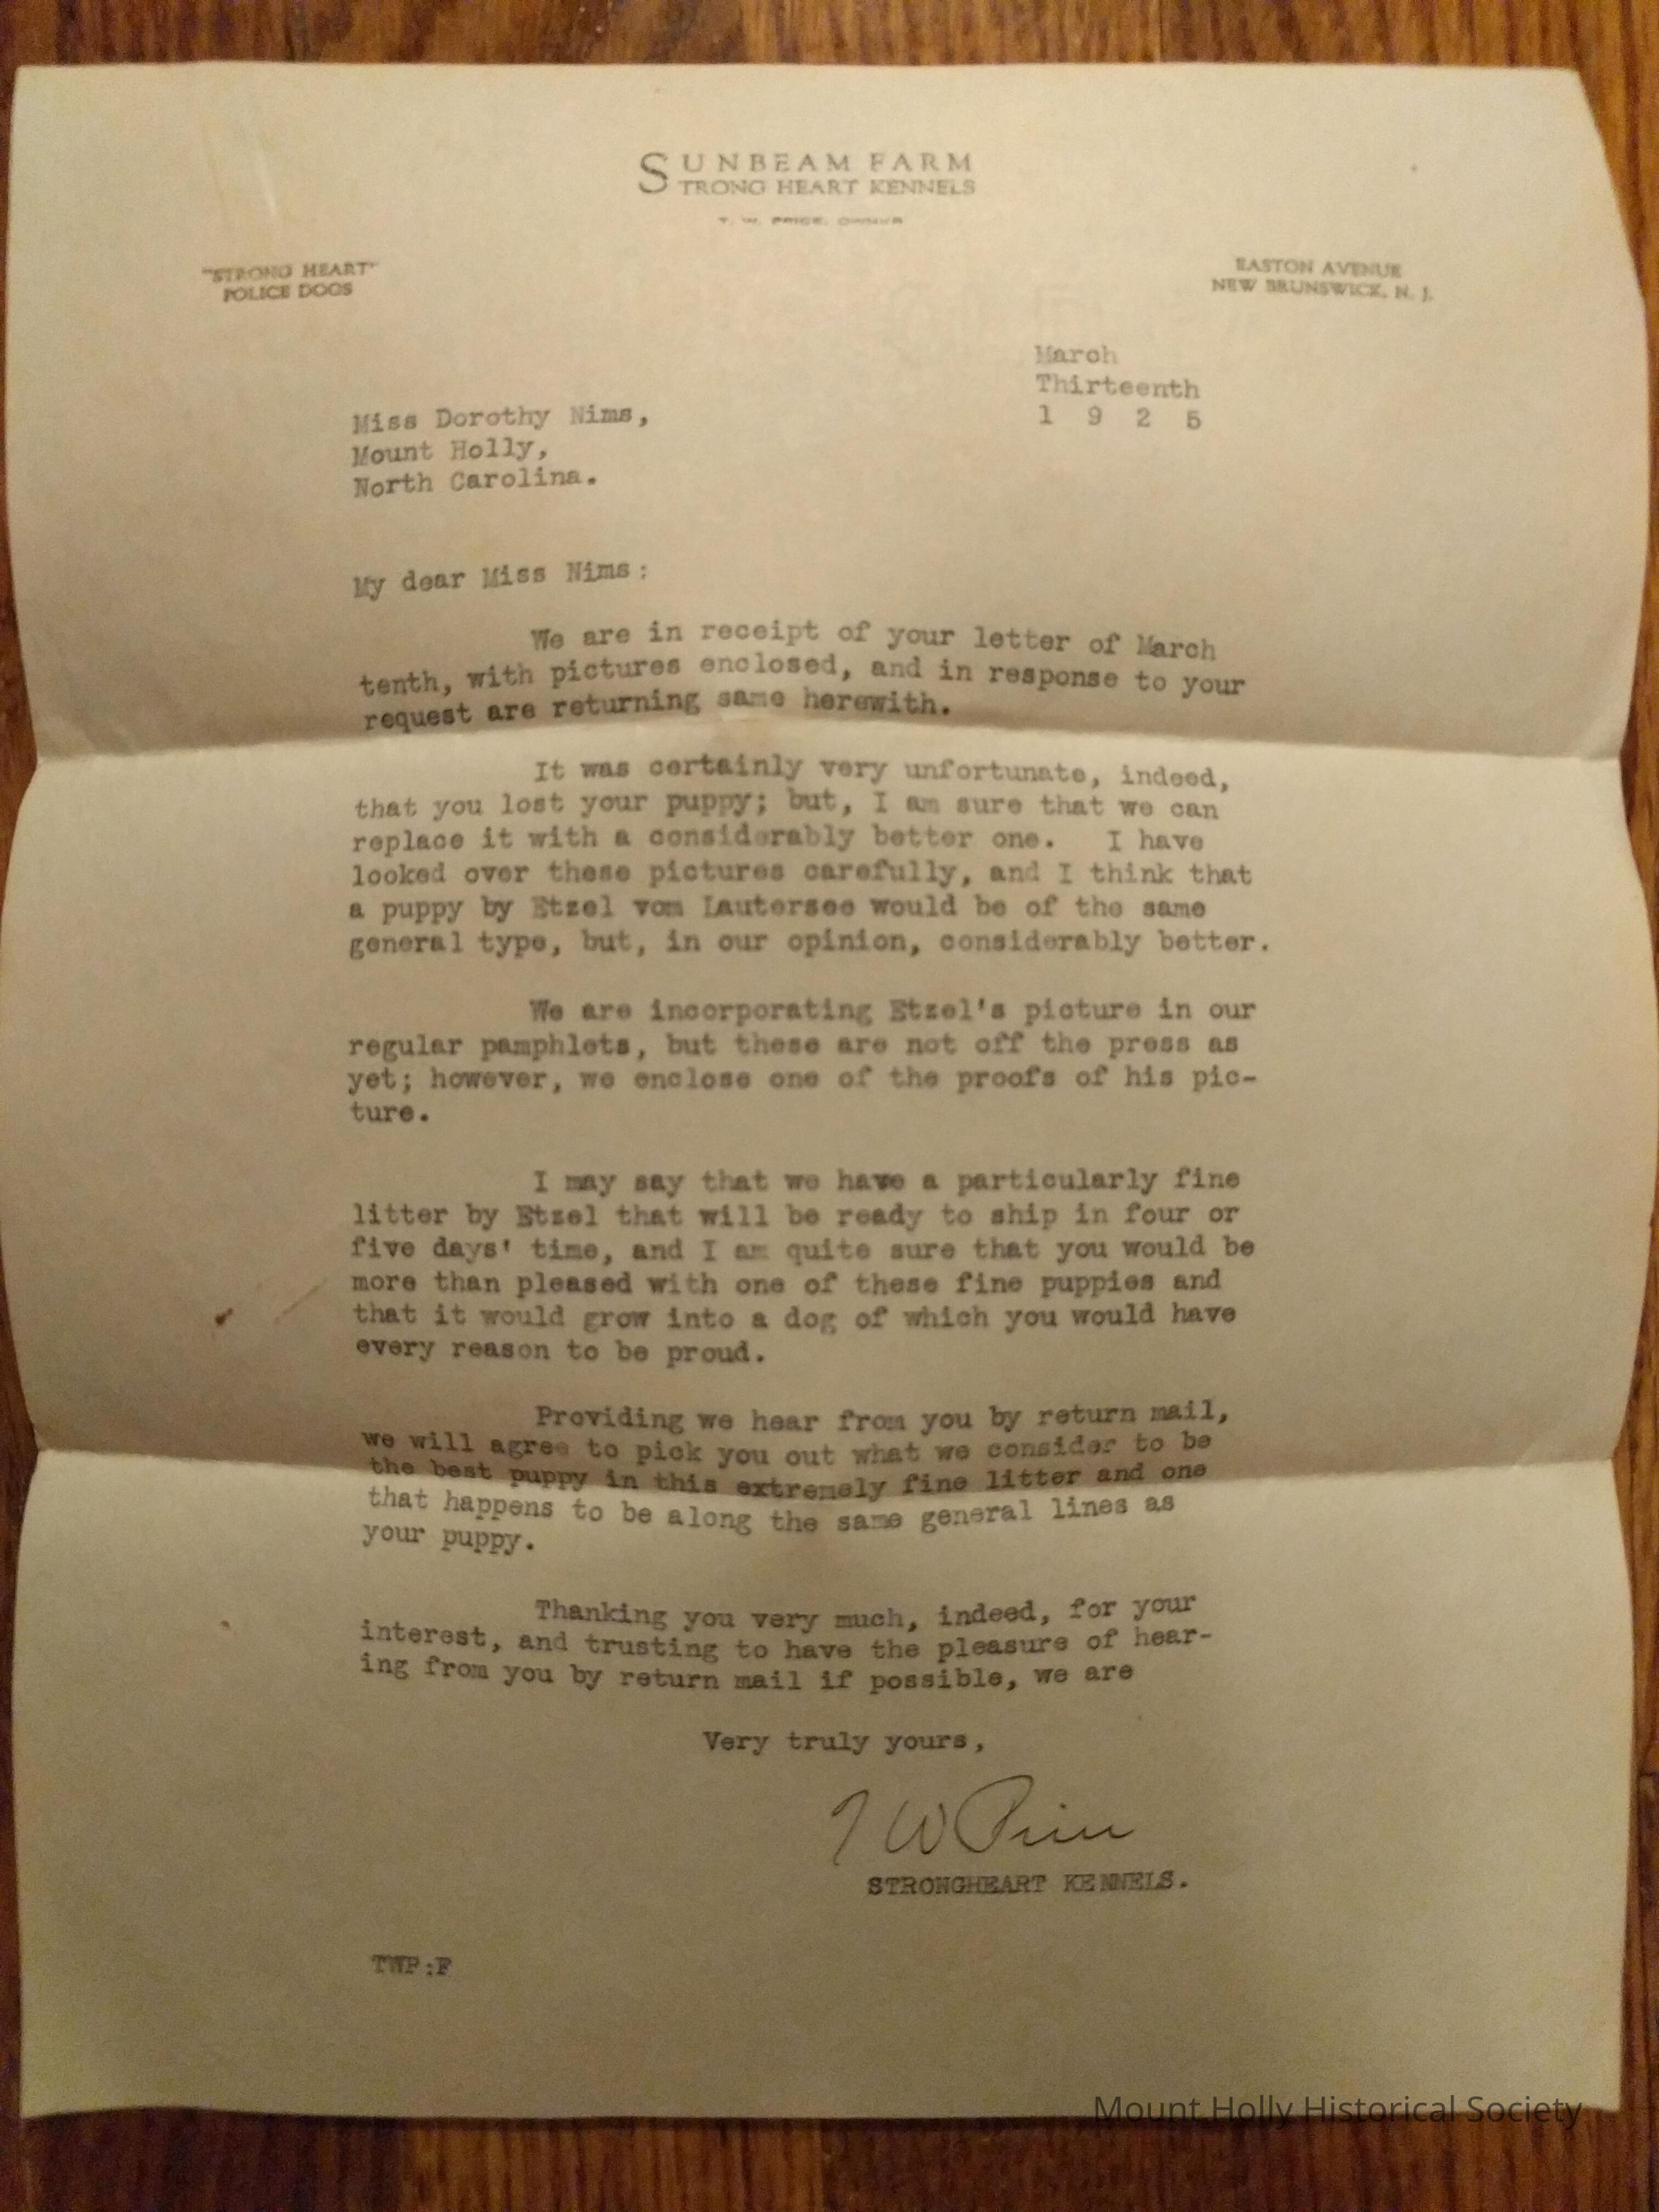 SUNBEAM FARM
STRONG HEART KENNELS
T. W. PRICE, OWNER
"STRONG HEART"
POLICE DOGS
EASTON AVENUE
NEW BRUNSWICK, N. J.
March
Thirteenth
1 9 2 5
Miss Dorothy Nims,
Mount Holly,
North Carolina.
My dear Miss Nims:
We are in receipt of your letter of March
tenth, with pictures enclosed, and in response to your
request are returning same herewith.
It was certainly very unfortunate, indeed,
that you lost your puppy; but, I am sure that we can
replace it with a considerably better one. I have
looked over these pictures carefully, and I think that
a puppy by Etzel vom Lautersee would be of the same
general type, but, in our opinion, considerably better.
We are incorporating Etzel's picture in our
regular pamphlets, but these are not off the press as
yet; however, we enclose one of the proofs of his pic-
ture.
I may say that we have a particularly fine
litter by Etzel that will be ready to ship in four or
five days' time, and I am quite sure that you would be
more than pleased with one of these fine puppies and
that it would grow into a dog of which you would have
every reason to be proud.
Providing we hear from you by return mail,
we will agree to pick you out what we consider to be
the best puppy in this extremely fine litter and one
that happens to be along the same general lines as
your puppy.
Thanking you very much, indeed, for your
interest, and trusting to have the pleasure of hear-
ing from you by return mail if possible, we are
Very truly yours,
T W Price
STRONGHEART KENNELS.
TWP:F
Mount Holly Historical Society